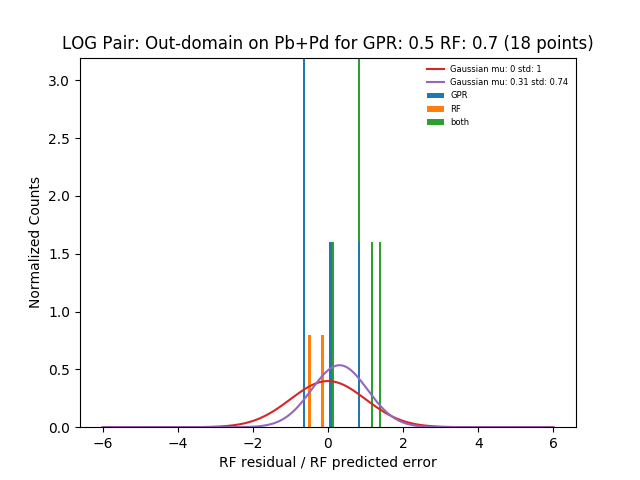 LOG Pair: Out-domain on Pb+Pd for GPR: 0.5 RF: 0.7 (18 points)
Gaussian mu: 0 std: 1
Gaussian mu: 0.31 std: 0.74
GPR
RF
both
3.0
2.5
2.0
1.5
1.0
0.5
0.0
Normalized Counts
−6
−4
−2
0
2
4
6
RF residual / RF predicted error